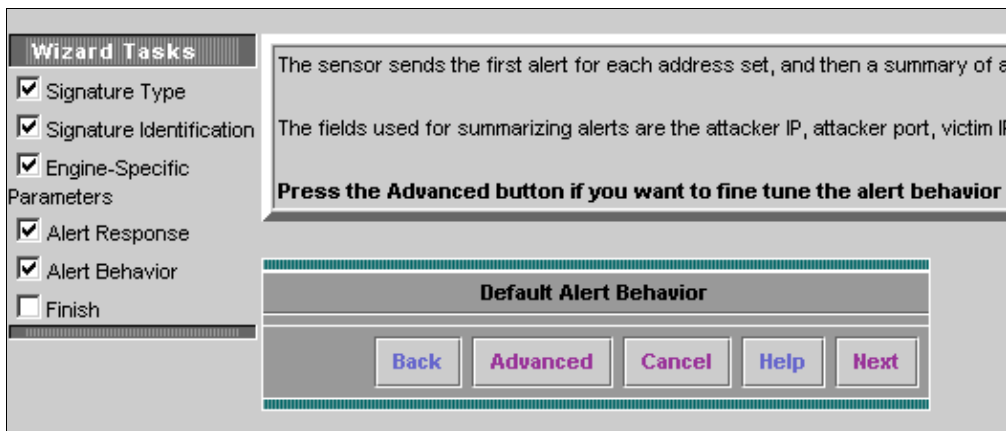 Wizard Tasks
Signature Type
Signature Identification
Engine-Specific
Parameters
Alert Response
Alert Behavior
Finish
The sensor sends the first alert for each address set, and then a summary of a
The fields used for summarizing alerts are the attacker IP, attacker port, victim
Press the Advanced button if you want to fine tune the alert behavior
Default Alert Behavior
Back Advanced Cancel Help Next